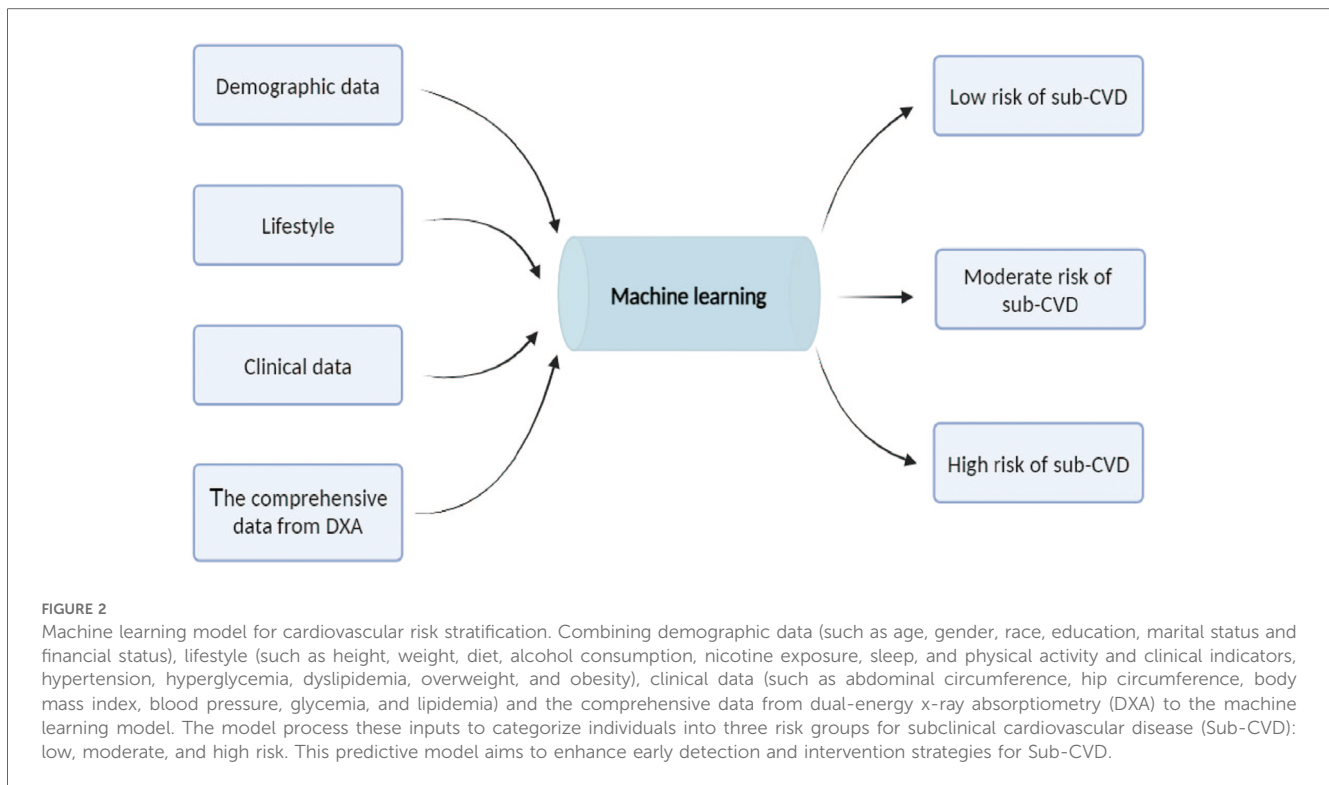 Demographic data
Lifestyle
Clinical data
The comprehensive
data from DXA
Machine learning
Low risk of sub-CVD
Moderate risk of
sub-CVD
High risk of sub-CVD
FIGURE 2
Machine learning model for cardiovascular risk stratification. Combining demographic data (such as age, gender, race, education, marital status and
financial status), lifestyle (such as height, weight, diet, alcohol consumption, nicotine exposure, sleep, and physical activity and clinical indicators,
hypertension, hyperglycemia, dyslipidemia, overweight, and obesity), clinical data (such as abdominal circumference, hip circumference, body
mass index, blood pressure, glycemia, and lipidemia) and the comprehensive data from dual-energy x-ray absorptiometry (DXA) to the machine
learning model. The model process these inputs to categorize individuals into three risk groups for subclinical cardiovascular disease (Sub-CVD):
low, moderate, and high risk. This predictive model aims to enhance early detection and intervention strategies for Sub-CVD.